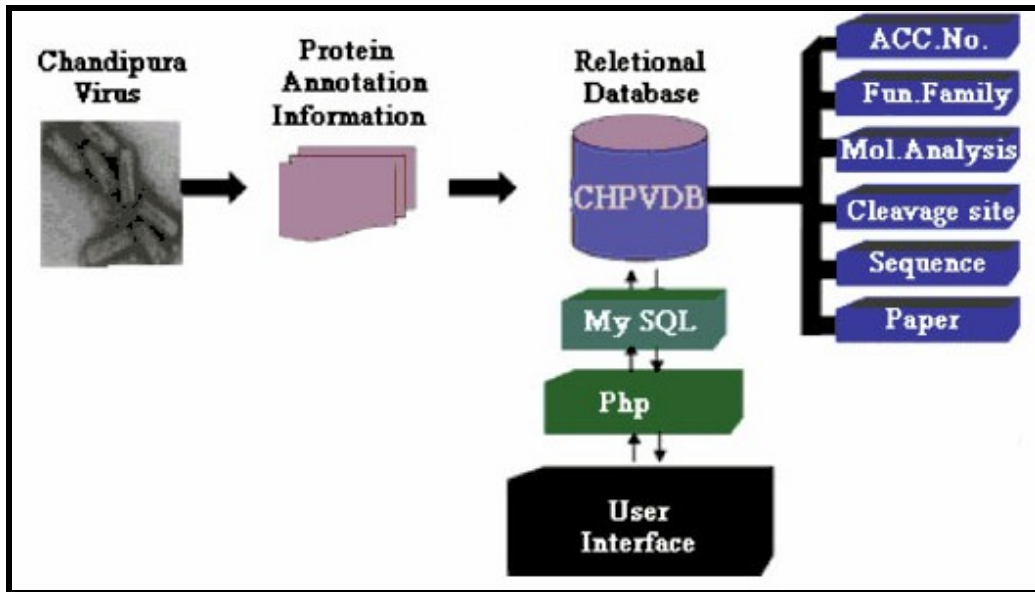 Chandipura
Virus
Protein
Annotation
Information
Reletional
Database
CHPVDB
My SQL
Php
User
Interface
ACC.No.
Fun.Family
Mol.Analysis
Cleavage site
Sequence
Paper